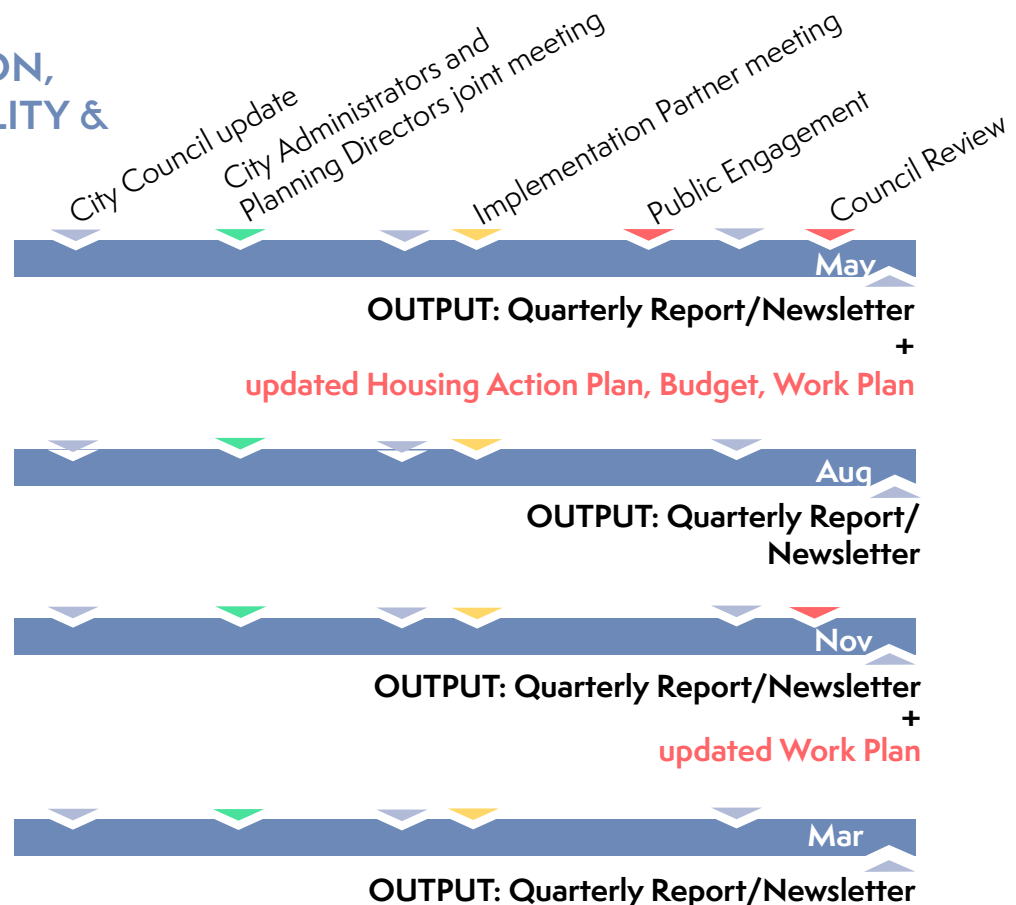 ON,
LITY &
City Council update
City Administrators and
Planning Directors joint meeting
Implementation Partner meeting
Public Engagement
Council Review
May
OUTPUT: Quarterly Report/Newsletter
+
updated Housing Action Plan, Budget, Work Plan
Aug
OUTPUT: Quarterly Report/
Newsletter
Nov
OUTPUT: Quarterly Report/Newsletter
+
updated Work Plan
Mar
OUTPUT: Quarterly Report/Newsletter